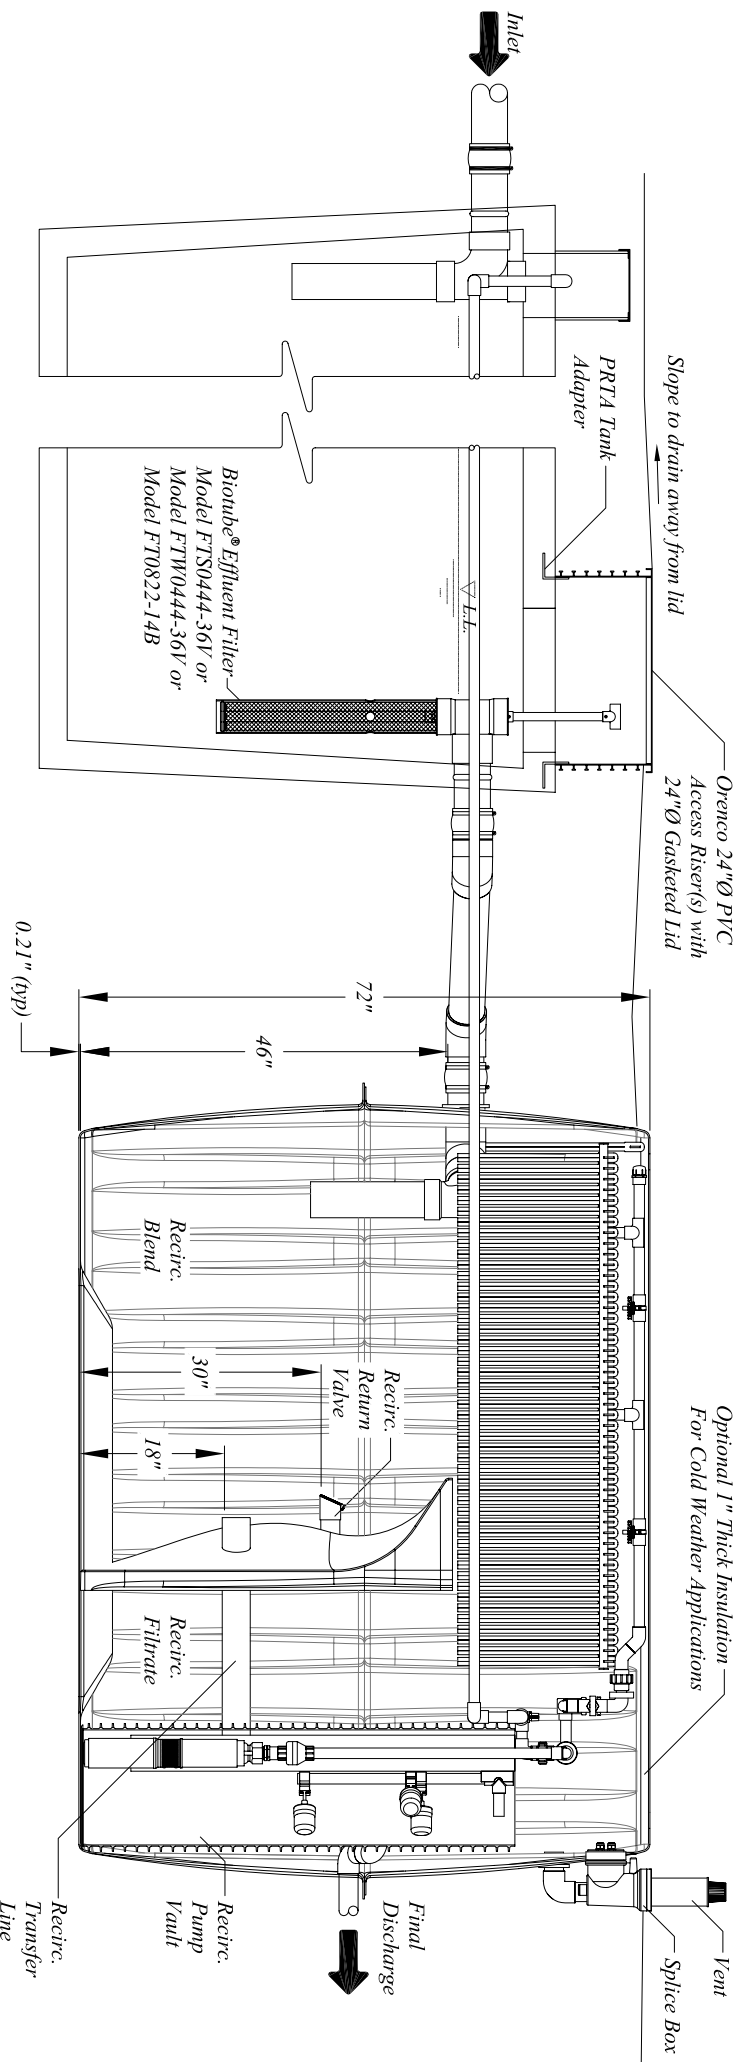 Inlet
Slope to drain away from lid
PRTA Tank
Adapter
L.L.
Biotube® Effluent Filter
Model FTS0444-36V or
Model FTW0444-36V or
Model FT0822-14B
Orenco 24"Ø PVC
Access Riser(s) with
24"Ø Gasketed Lid
72"
46"
0.21" (typ)
Recirc.
Blend
30"
18"
Recirc.
Return
Valve
Optional 1" Thick Insulation
For Cold Weather Applications
Recirc.
Filtrate
Vent
Splice Box
Final
Discharge
Recirc.
Pump
Vault
Recirc.
Transfer
Line